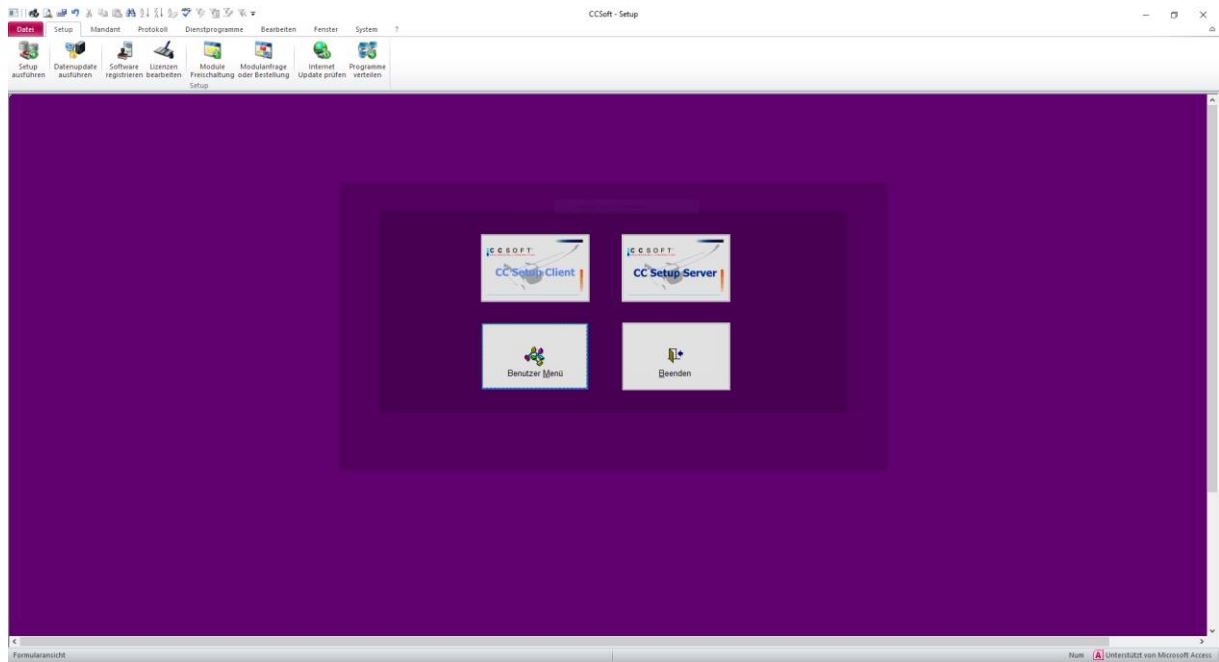 CCSoft - Setup
Datei Setup Mandant Protokoll Dienstprogramme Bearbeiten Fenster System ?
Setup ausführen
Datenupdate ausführen
Software registrieren
Lizenzen bearbeiten
Module Freischaltung
Modulanfrage oder Bestellung
Internet Update prüfen
Programme verteilen
Setup
CCSOFT
CC Setup Client
CCSOFT
CC Setup Server
Benutzer Menü
Beenden
Formularansicht
Num
A Unterstützt von Microsoft Access